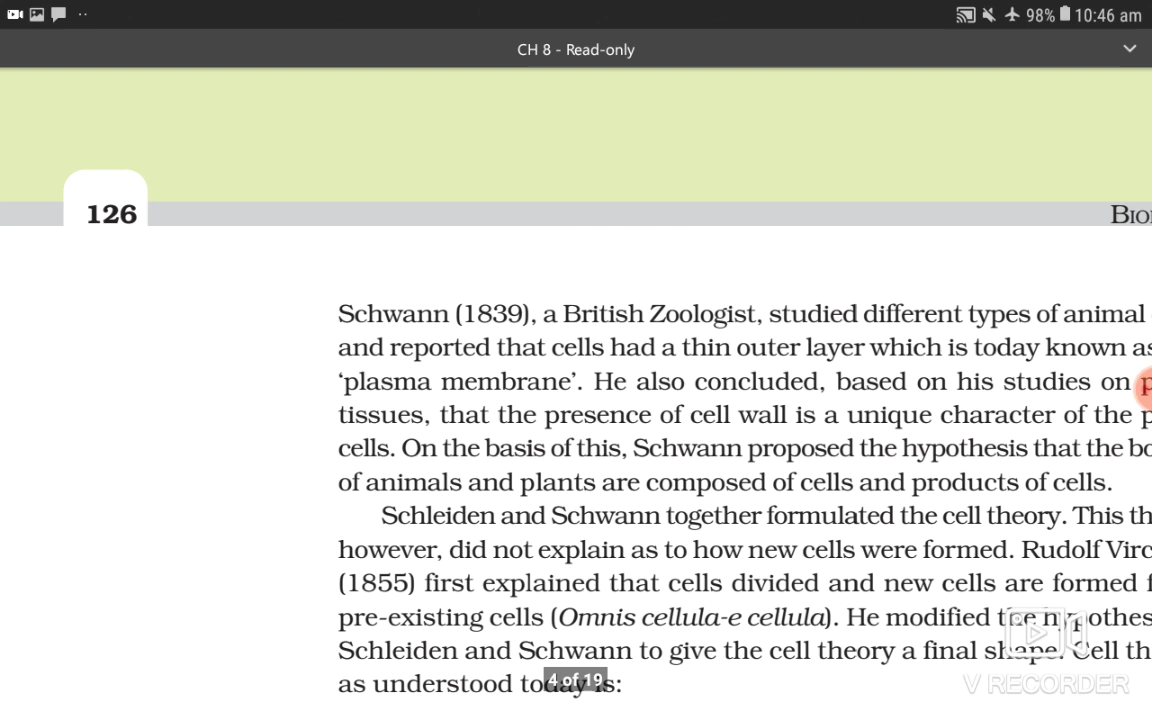 98% 10:46 am
CH 8 - Read-only
126
Schwann (1839), a British Zoologist, studied different types of animal
and reported that cells had a thin outer layer which is today known as
‘plasma membrane’. He also concluded, based on his studies on p
tissues, that the presence of cell wall is a unique character of the p
cells. On the basis of this, Schwann proposed the hypothesis that the bo
of animals and plants are composed of cells and products of cells.
Schleiden and Schwann together formulated the cell theory. This th
however, did not explain as to how new cells were formed. Rudolf Virc
(1855) first explained that cells divided and new cells are formed f
pre-existing cells (Omnis cellula-e cellula). He modified the hypothes
Schleiden and Schwann to give the cell theory a final shape. Cell th
as understood today is:
4 of 19
V RECORDER